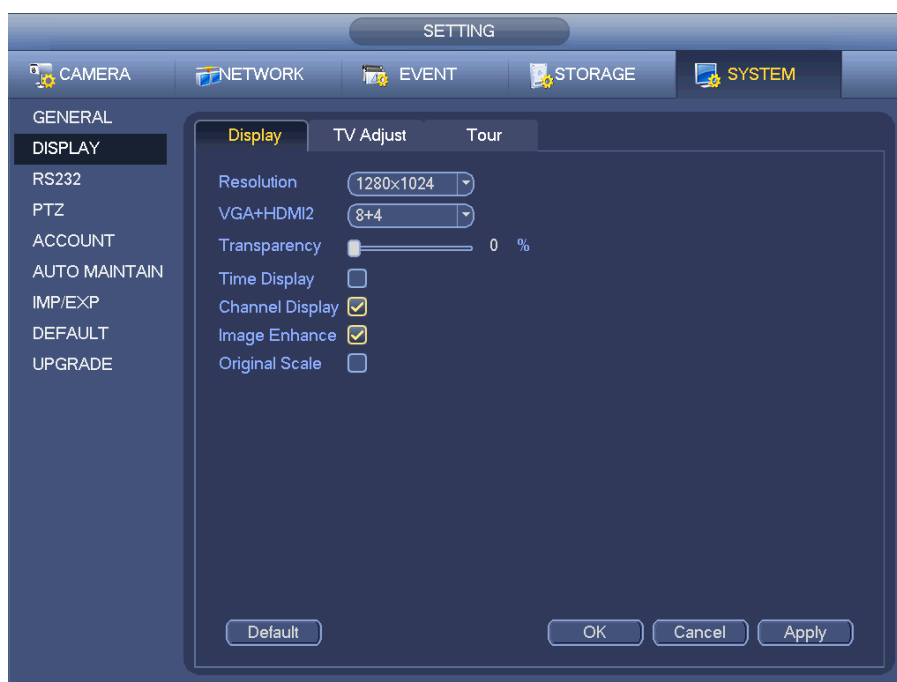 SETTING
CAMERA NETWORK EVENT STORAGE SYSTEM
GENERAL
DISPLAY
RS232
PTZ
ACCOUNT
AUTO MAINTAIN
IMP/EXP
DEFAULT
UPGRADE
Display TV Adjust Tour
Resolution 1280×1024
VGA+HDMI2 8+4
Transparency 0 %
Time Display
Channel Display
Image Enhance
Original Scale
Default OK Cancel Apply